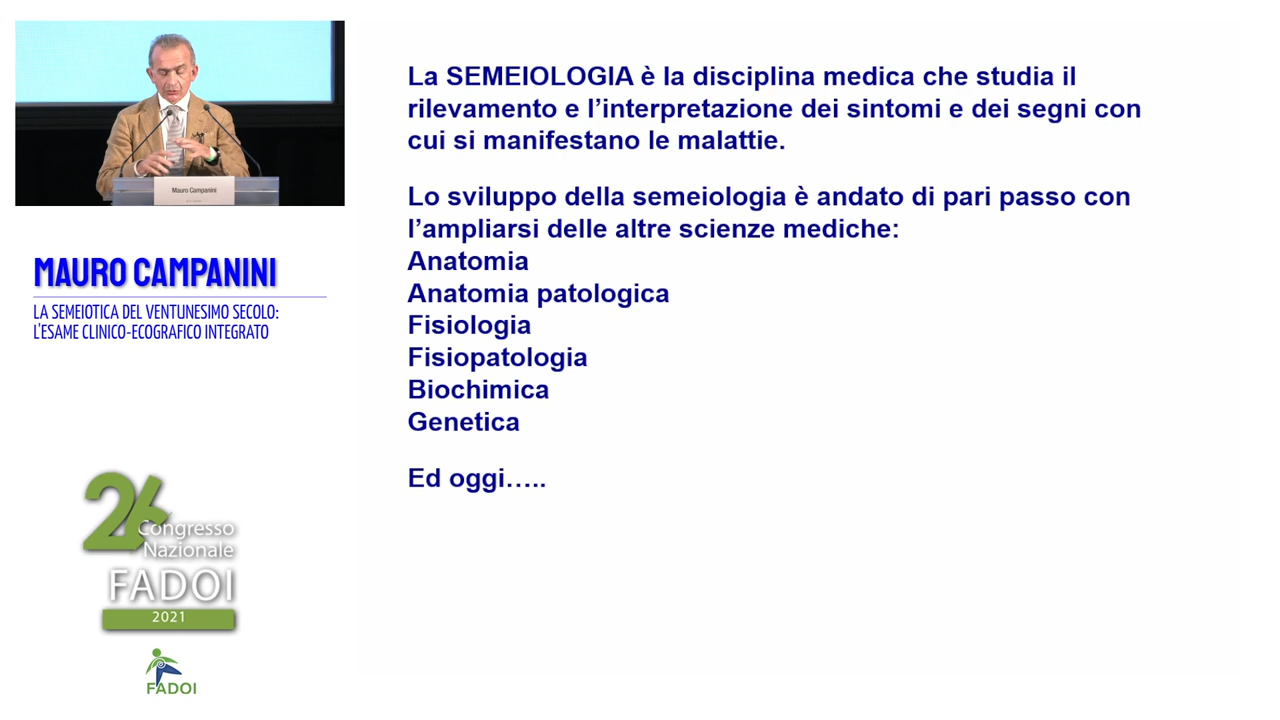 Mauro Campanini
MAURO CAMPANINI
LA SEMEIOTICA DEL VENTUNESIMO SECOLO:
L'ESAME CLINICO-ECOGRAFICO INTEGRATO
26
Congresso
Nazionale
FADOI
2021
FADOI
La SEMEIOLOGIA è la disciplina medica che studia il
rilevamento e l’interpretazione dei sintomi e dei segni con
cui si manifestano le malattie.
Lo sviluppo della semeiologia è andato di pari passo con
l’ampliarsi delle altre scienze mediche:
Anatomia
Anatomia patologica
Fisiologia
Fisiopatologia
Biochimica
Genetica
Ed oggi…..